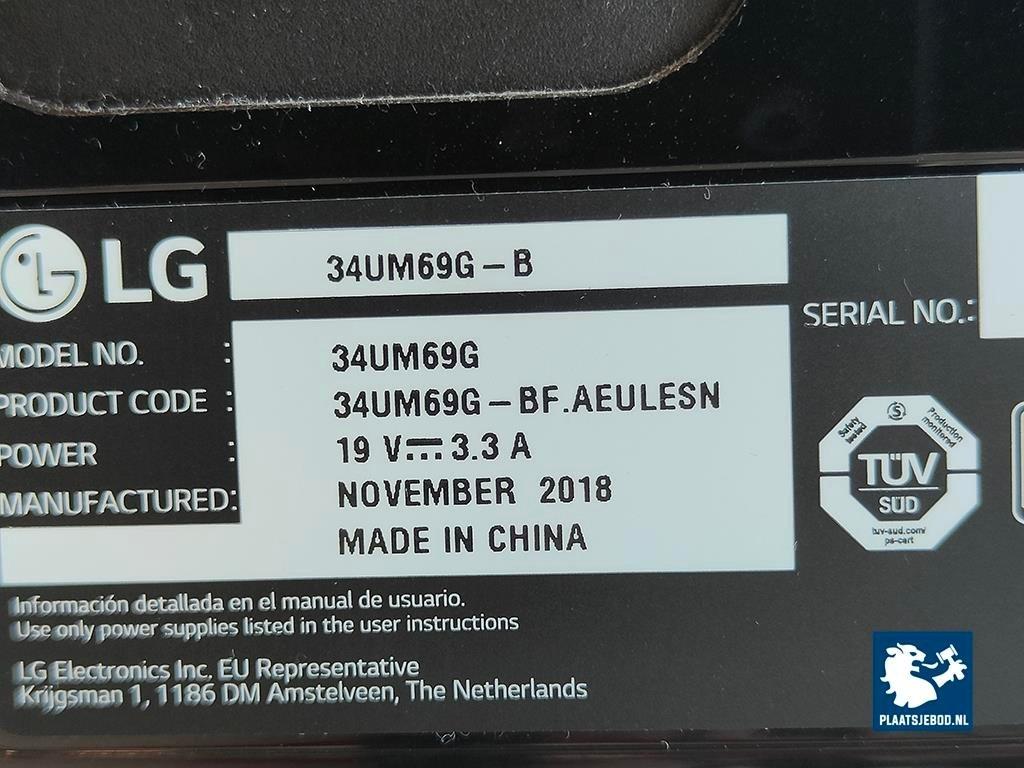 LG 34UM69G-B
SERIAL NO.:
MODEL NO. : 34UM69G
PRODUCT CODE : 34UM69G-BF.AEULESN
POWER : 19 V⎓3.3 A
MANUFACTURED: NOVEMBER 2018
MADE IN CHINA
Safety tested
Production monitored
TÜV
SÜD
tuv-sud.com/
ps-cert
Información detallada en el manual de usuario.
Use only power supplies listed in the user instructions
LG Electronics Inc. EU Representative
Krijgsman 1, 1186 DM Amstelveen, The Netherlands
PLAATSJEBOD.NL